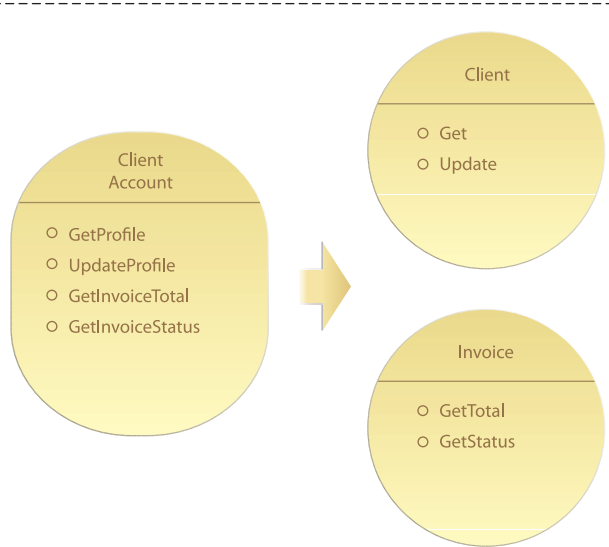 Client
Account
GetProfile
UpdateProfile
GetInvoiceTotal
GetInvoiceStatus
Client
Get
Update
Invoice
GetTotal
GetStatus